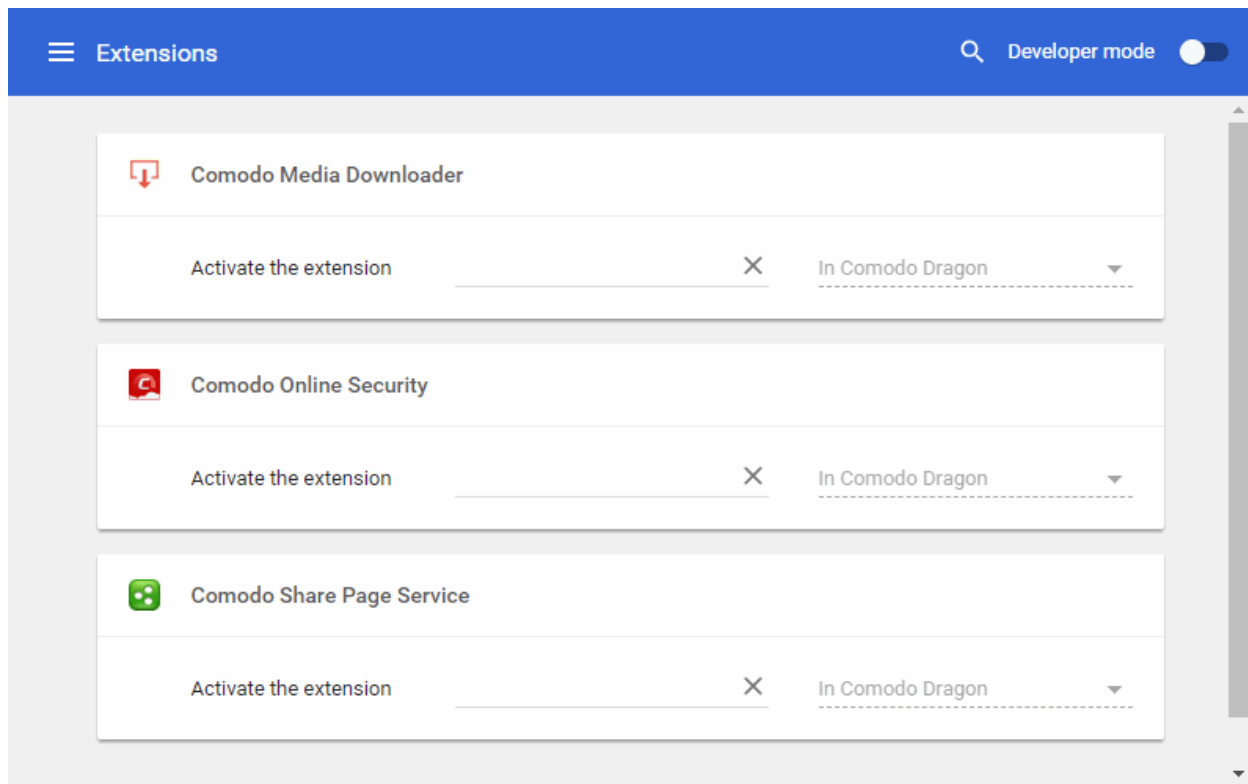 Extensions
Developer mode
Comodo Media Downloader
Activate the extension
In Comodo Dragon
Comodo Online Security
Activate the extension
In Comodo Dragon
Comodo Share Page Service
Activate the extension
In Comodo Dragon